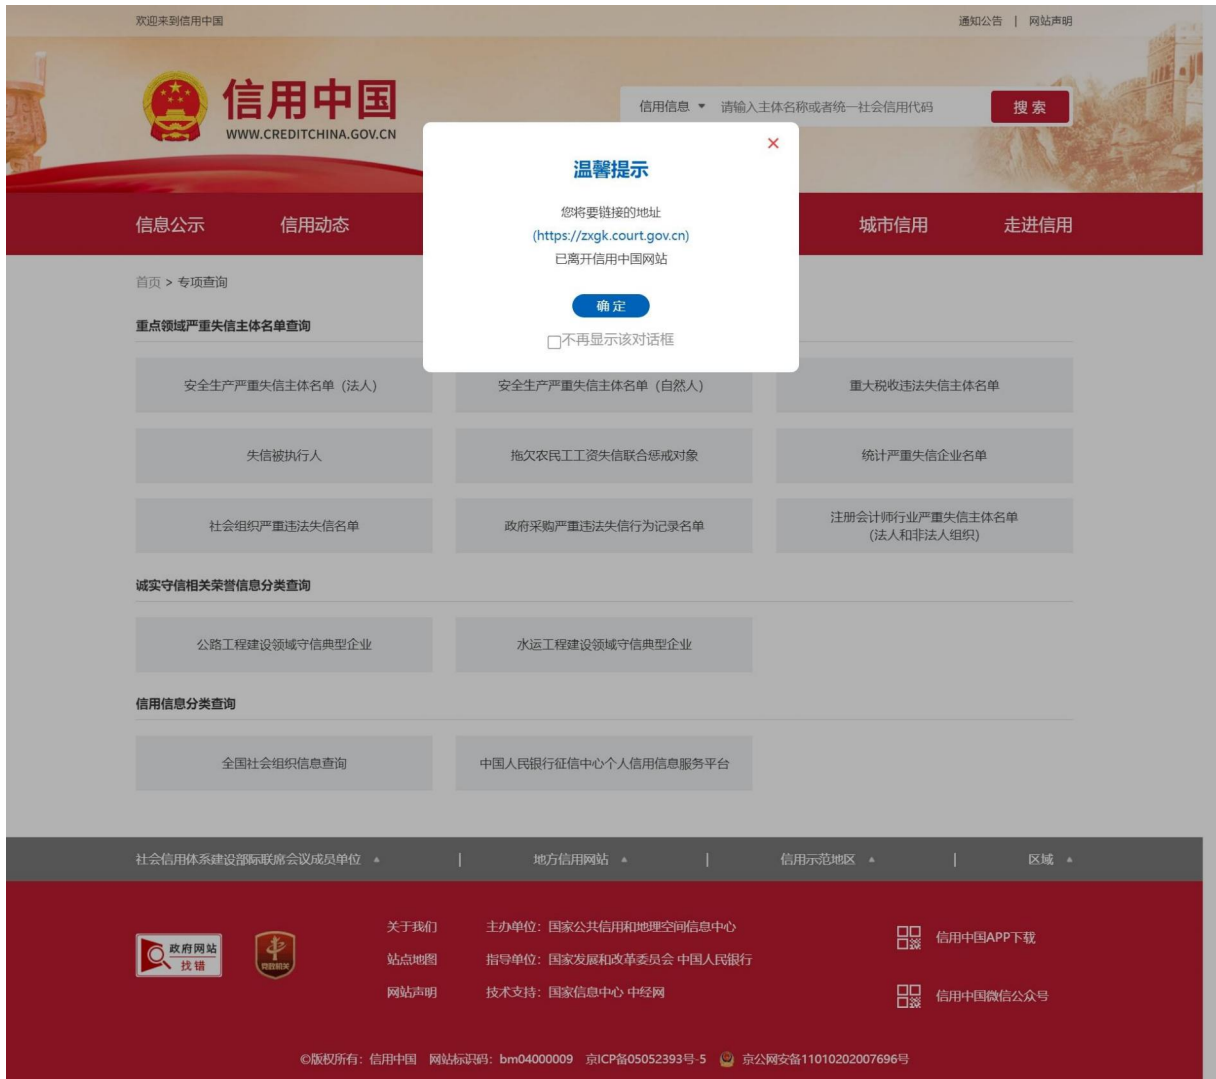 欢迎来到信用中国
通知公告 | 网站声明
信用中国
WWW.CREDITCHINA.GOV.CN
信用信息 ▼ 请输入主体名称或者统一社会信用代码 搜索
温馨提示
您将要链接的地址
(https://zxgk.court.gov.cn)
已离开信用中国网站
确定
不再显示该对话框
信息公示 信用动态 城市信用 走进信用
首页 > 专项查询
重点领域严重失信主体名单查询
安全生产严重失信主体名单（法人） 安全生产严重失信主体名单（自然人） 重大税收违法失信主体名单
失信被执行人 拖欠农民工工资失信联合惩戒对象 统计严重失信企业名单
社会组织严重违法失信名单 政府采购严重违法失信行为记录名单 注册会计师行业严重失信主体名单
(法人和非法人组织)
诚实守信相关荣誉信息分类查询
公路工程建设领域守信典型企业 水运工程建设领域守信典型企业
信用信息分类查询
全国社会组织信息查询 中国人民银行征信中心个人信用信息服务平台
社会信用体系建设部际联席会议成员单位 ▲ | 地方信用网站 ▲ | 信用示范地区 ▲ | 区域 ▲
政府网站
找错
党政机关
关于我们 主办单位：国家公共信用和地理空间信息中心
站点地图 指导单位：国家发展和改革委员会 中国人民银行
网站声明 技术支持：国家信息中心 中经网
信用中国APP下载
信用中国微信公众号
©版权所有：信用中国 网站标识码：bm04000009 京ICP备05052393号-5 京公网安备11010202007696号